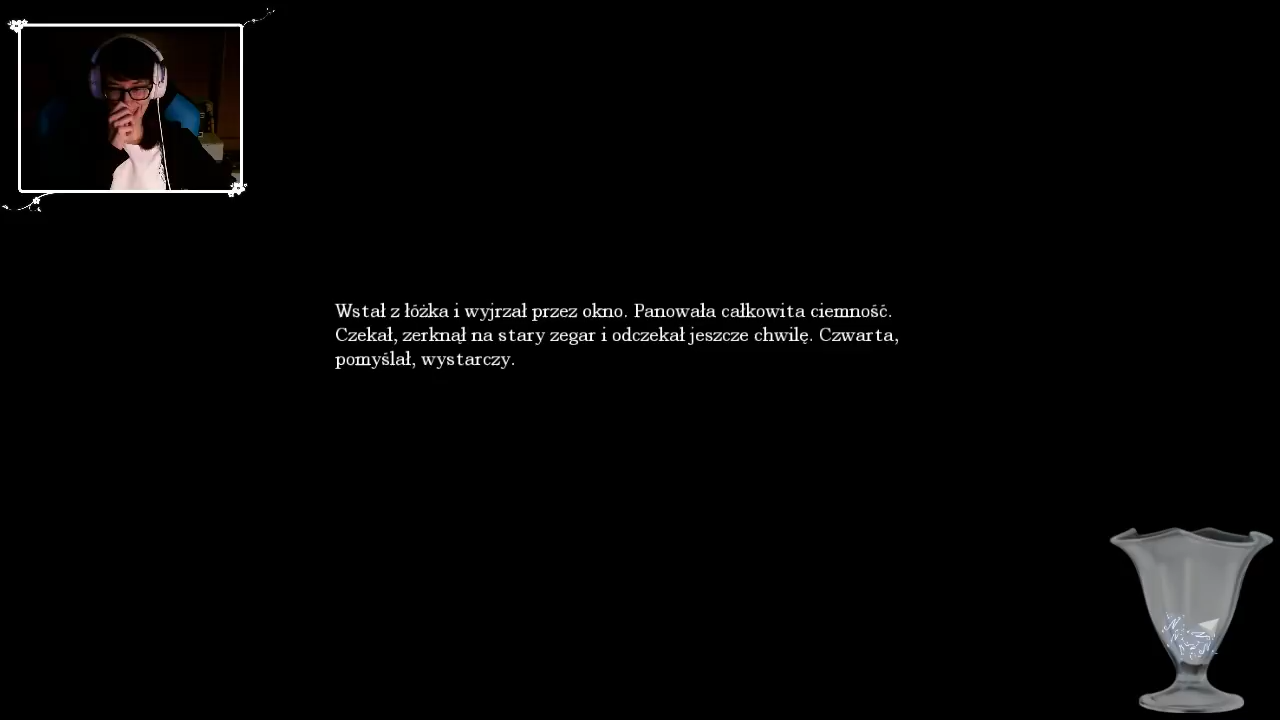 Wstał z łóżka i wyjrzał przez okno. Panowała całkowita ciemność.
Czekał, zerknął na stary zegar i odczekał jeszcze chwilę. Czwarta,
pomyślał, wystarczy.